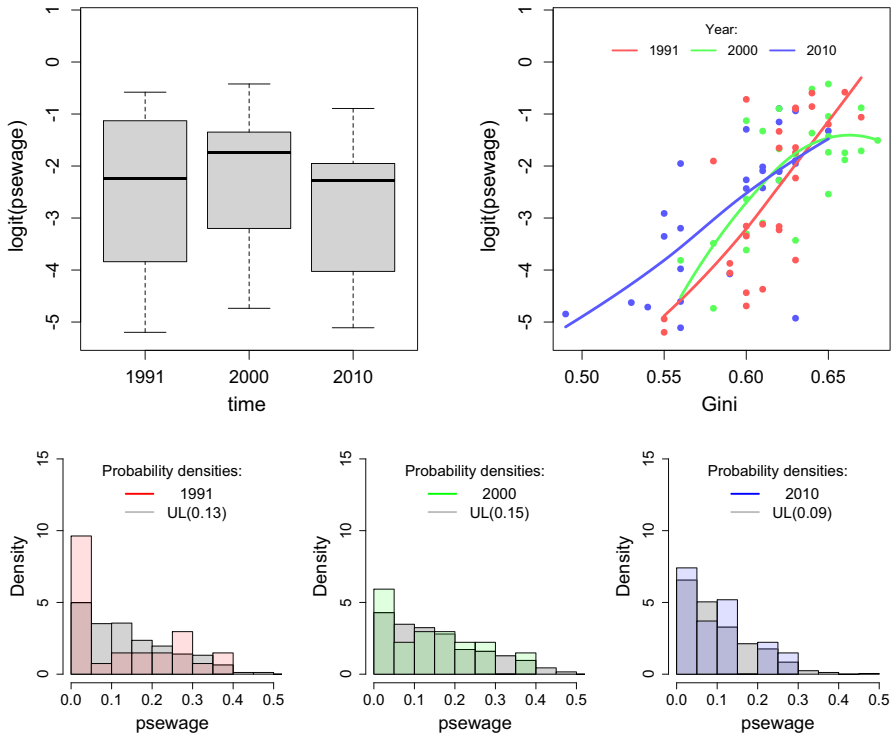 logit(psewage)
1
0
-1
-2
-3
-4
-5
1991 2000 2010
time
logit(psewage)
1
0
-1
-2
-3
-4
-5
Year:
1991 2000 2010
0.50 0.55 0.60 0.65
Gini
Density
15
10
5
0
Probability densities:
1991
UL(0.13)
0.0 0.1 0.2 0.3 0.4 0.5
psewage
Density
15
10
5
0
Probability densities:
2000
UL(0.15)
0.0 0.1 0.2 0.3 0.4 0.5
psewage
Density
15
10
5
0
Probability densities:
2010
UL(0.09)
0.0 0.1 0.2 0.3 0.4 0.5
psewage